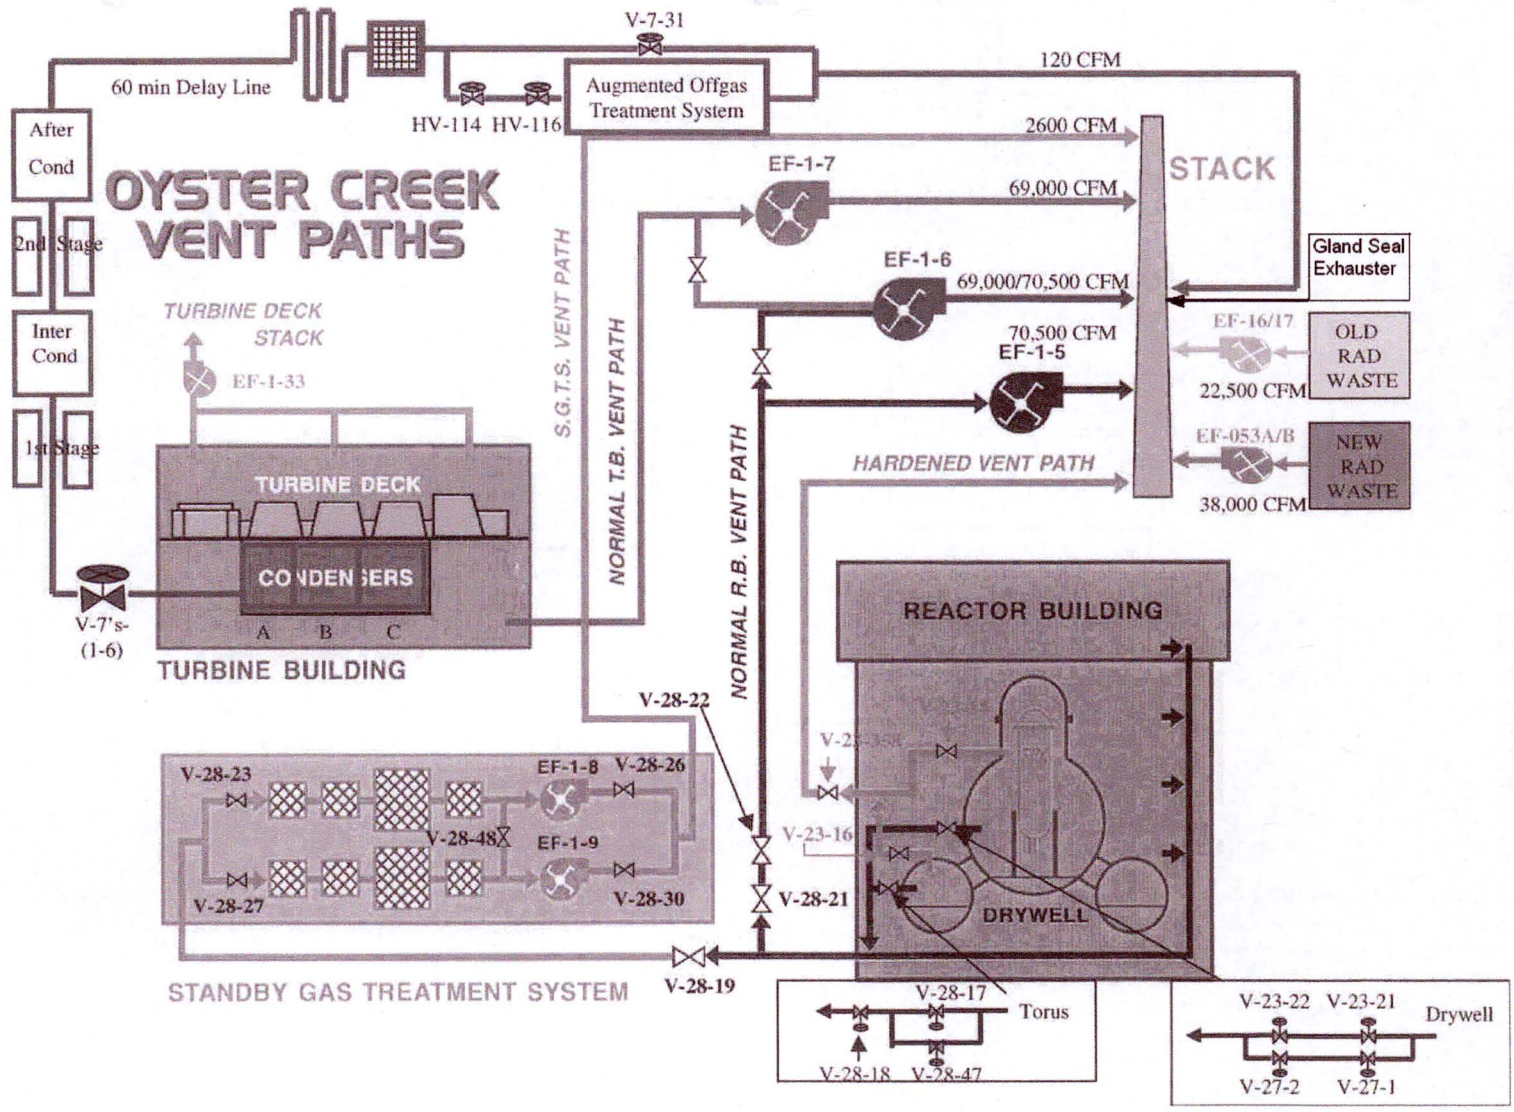 V-7-31
120 CFM
60 min Delay Line
Augmented Offgas
Treatment System
HV-114
HV-116
2600 CFM
After
Cond
OYSTER CREEK
VENT PATHS
EF-1-7
69,000 CFM
STACK
2nd Stage
S.G.T.S. VENT PATH
EF-1-6
69,000/70,500 CFM
Gland Seal
Exhauster
TURBINE DECK
STACK
Inter
Cond
NORMAL T.B. VENT PATH
70,500 CFM
EF-1-5
EF-16/17
OLD
RAD
WASTE
22,500 CFM
EF-1-33
1st Stage
NORMAL R.B. VENT PATH
HARDENED VENT PATH
EF-053A/B
NEW
RAD
WASTE
38,000 CFM
TURBINE DECK
CONDENSERS
A B C
V-7's-
(1-6)
TURBINE BUILDING
REACTOR BUILDING
V-28-22
V-28-23
EF-1-8
V-28-26
V-28-48
EF-1-9
V-28-27
V-28-30
V-23-16
V-28-21
DRYWELL
STANDBY GAS TREATMENT SYSTEM
V-28-19
V-28-17
Torus
V-28-18
V-28-47
V-23-22
V-23-21
Drywell
V-27-2
V-27-1